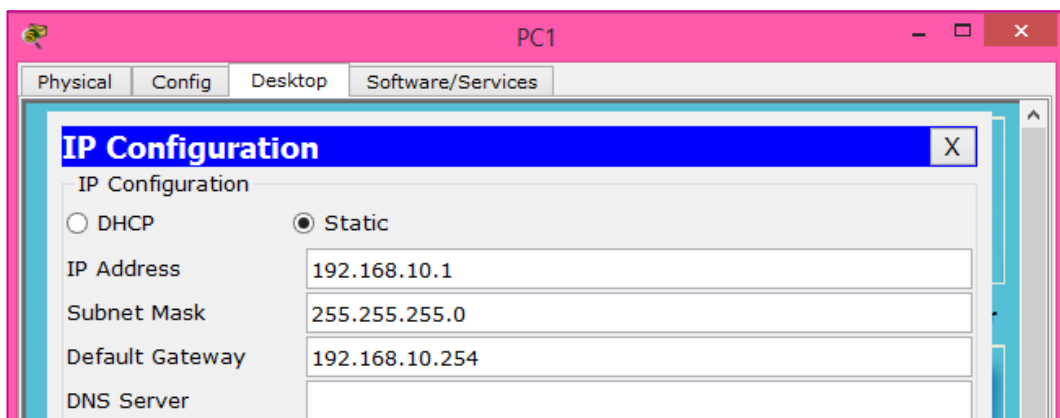 PC1
Physical Config Desktop Software/Services
IP Configuration X
IP Configuration
DHCP Static
IP Address 192.168.10.1
Subnet Mask 255.255.255.0
Default Gateway 192.168.10.254
DNS Server